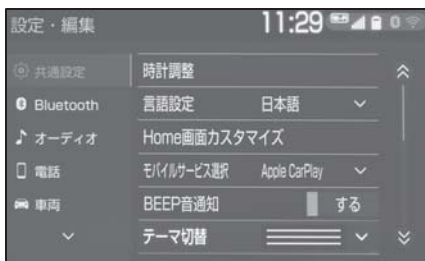 設定・編集 11:29 0
共通設定
Bluetooth
オーディオ
電話
車両
時計調整
言語設定 日本語
Home画面カスタマイズ
モバイルサービス選択 Apple CarPlay
BEEP音通知 する
テーマ切替